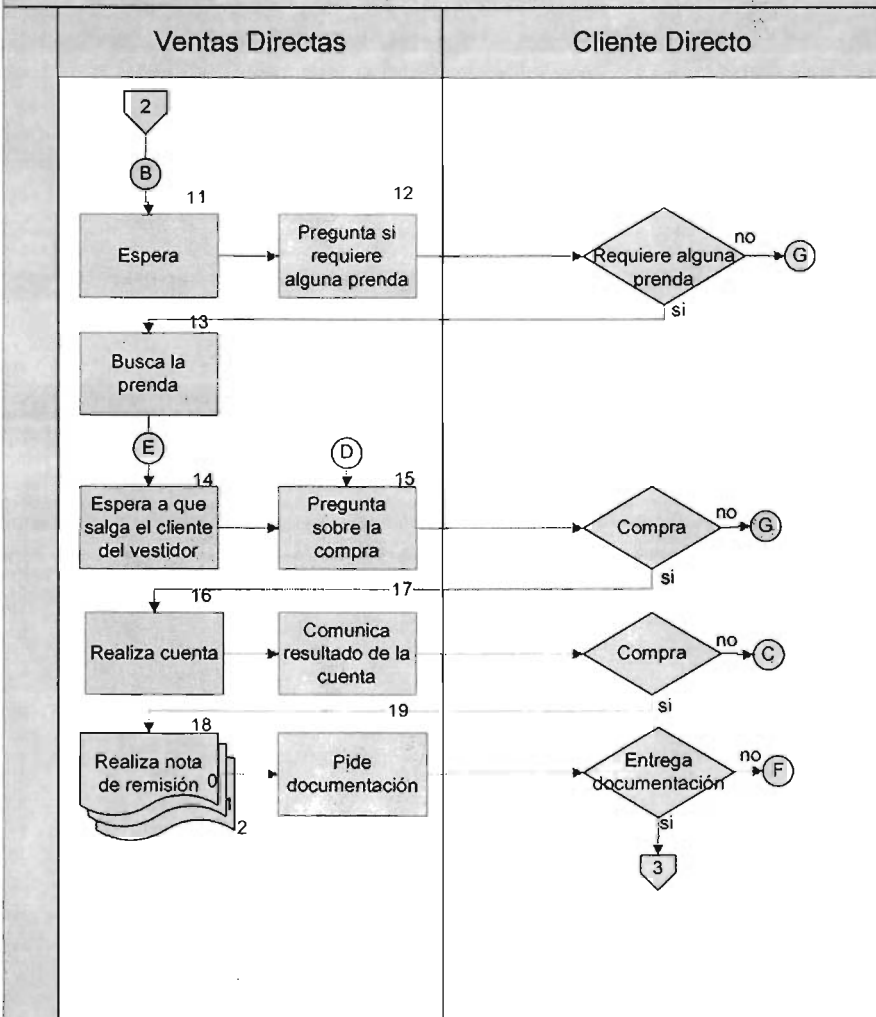 Ventas Directas
Cliente Directo
2
B
11
12
Espera
Pregunta si
requiere
alguna prenda
Requiere alguna
prenda
no
G
si
13
Busca la
prenda
E
D
14
15
Espera a que
salga el cliente
del vestidor
Pregunta
sobre la
compra
Compra
no
G
si
16
17
Realiza cuenta
Comunica
resultado de la
cuenta
Compra
no
C
si
18
19
Realiza nota
de remisión
0
1
2
Pide
documentación
Entrega
documentación
no
F
si
3